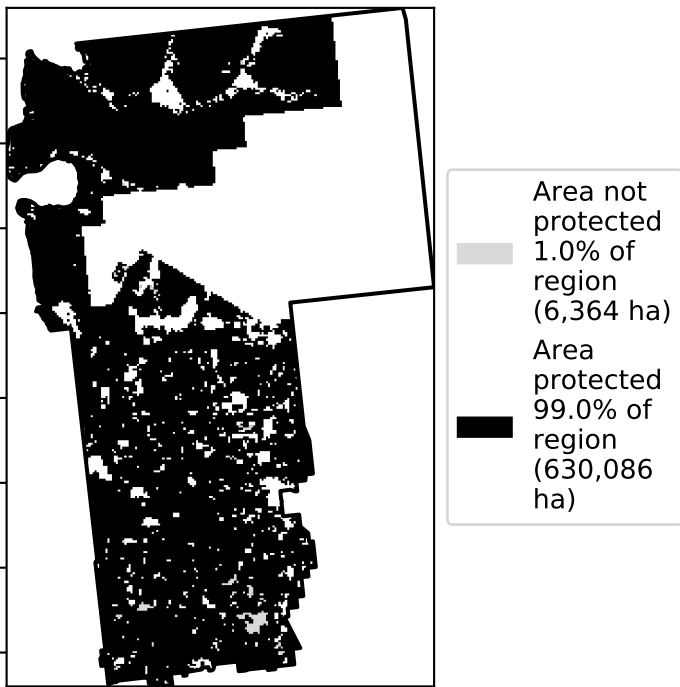 Area not
protected
1.0% of
region
(6,364 ha)
Area
protected
99.0% of
region
(630,086
ha)